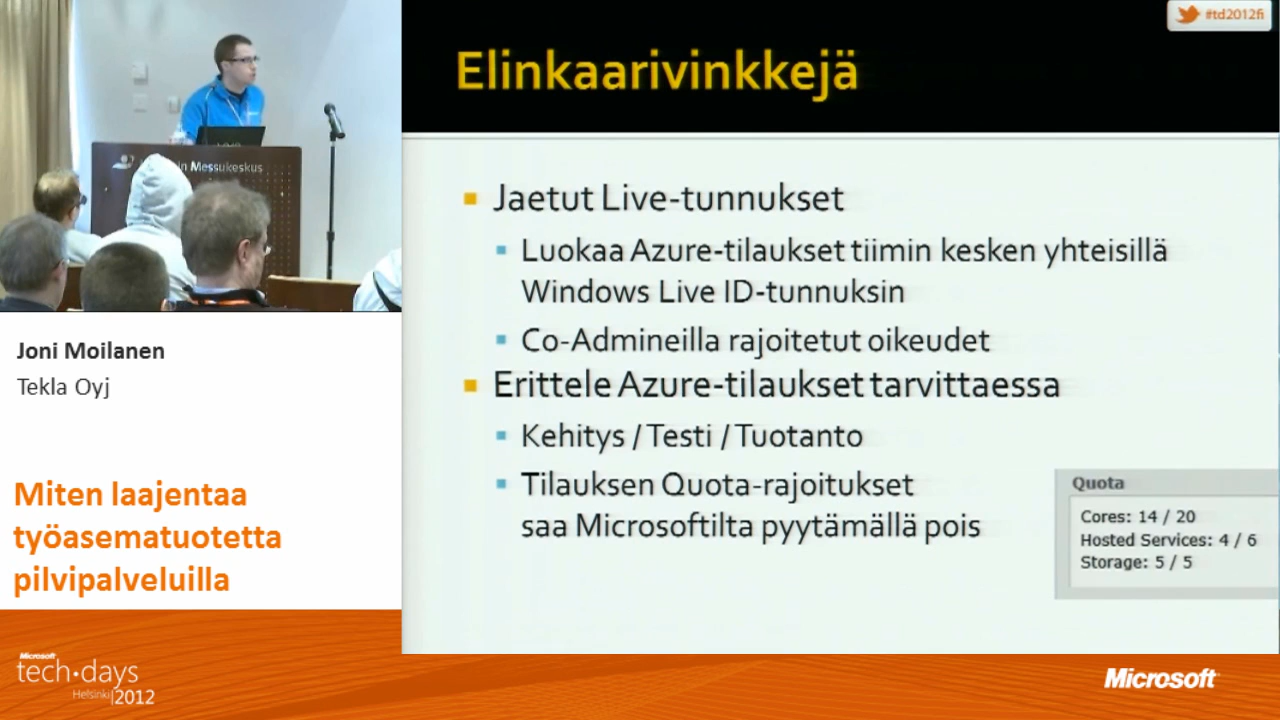 #td2012fi
Elinkaarivinkkejä
Messukeskus
Jaetut Live-tunnukset
Luokaa Azure-tilaukset tiimin kesken yhteisillä
Windows Live ID-tunnuksin
Co-Admineilla rajoitetut oikeudet
Erittele Azure-tilaukset tarvittaessa
Kehitys / Testi / Tuotanto
Tilauksen Quota-rajoitukset
saa Microsoftilta pyytämällä pois
Quota
Cores: 14 / 20
Hosted Services: 4 / 6
Storage: 5 / 5
Joni Moilanen
Tekla Oyj
Miten laajentaa
työasematuotetta
pilvipalveluilla
Microsoft
tech·days
Helsinki|2012
Microsoft